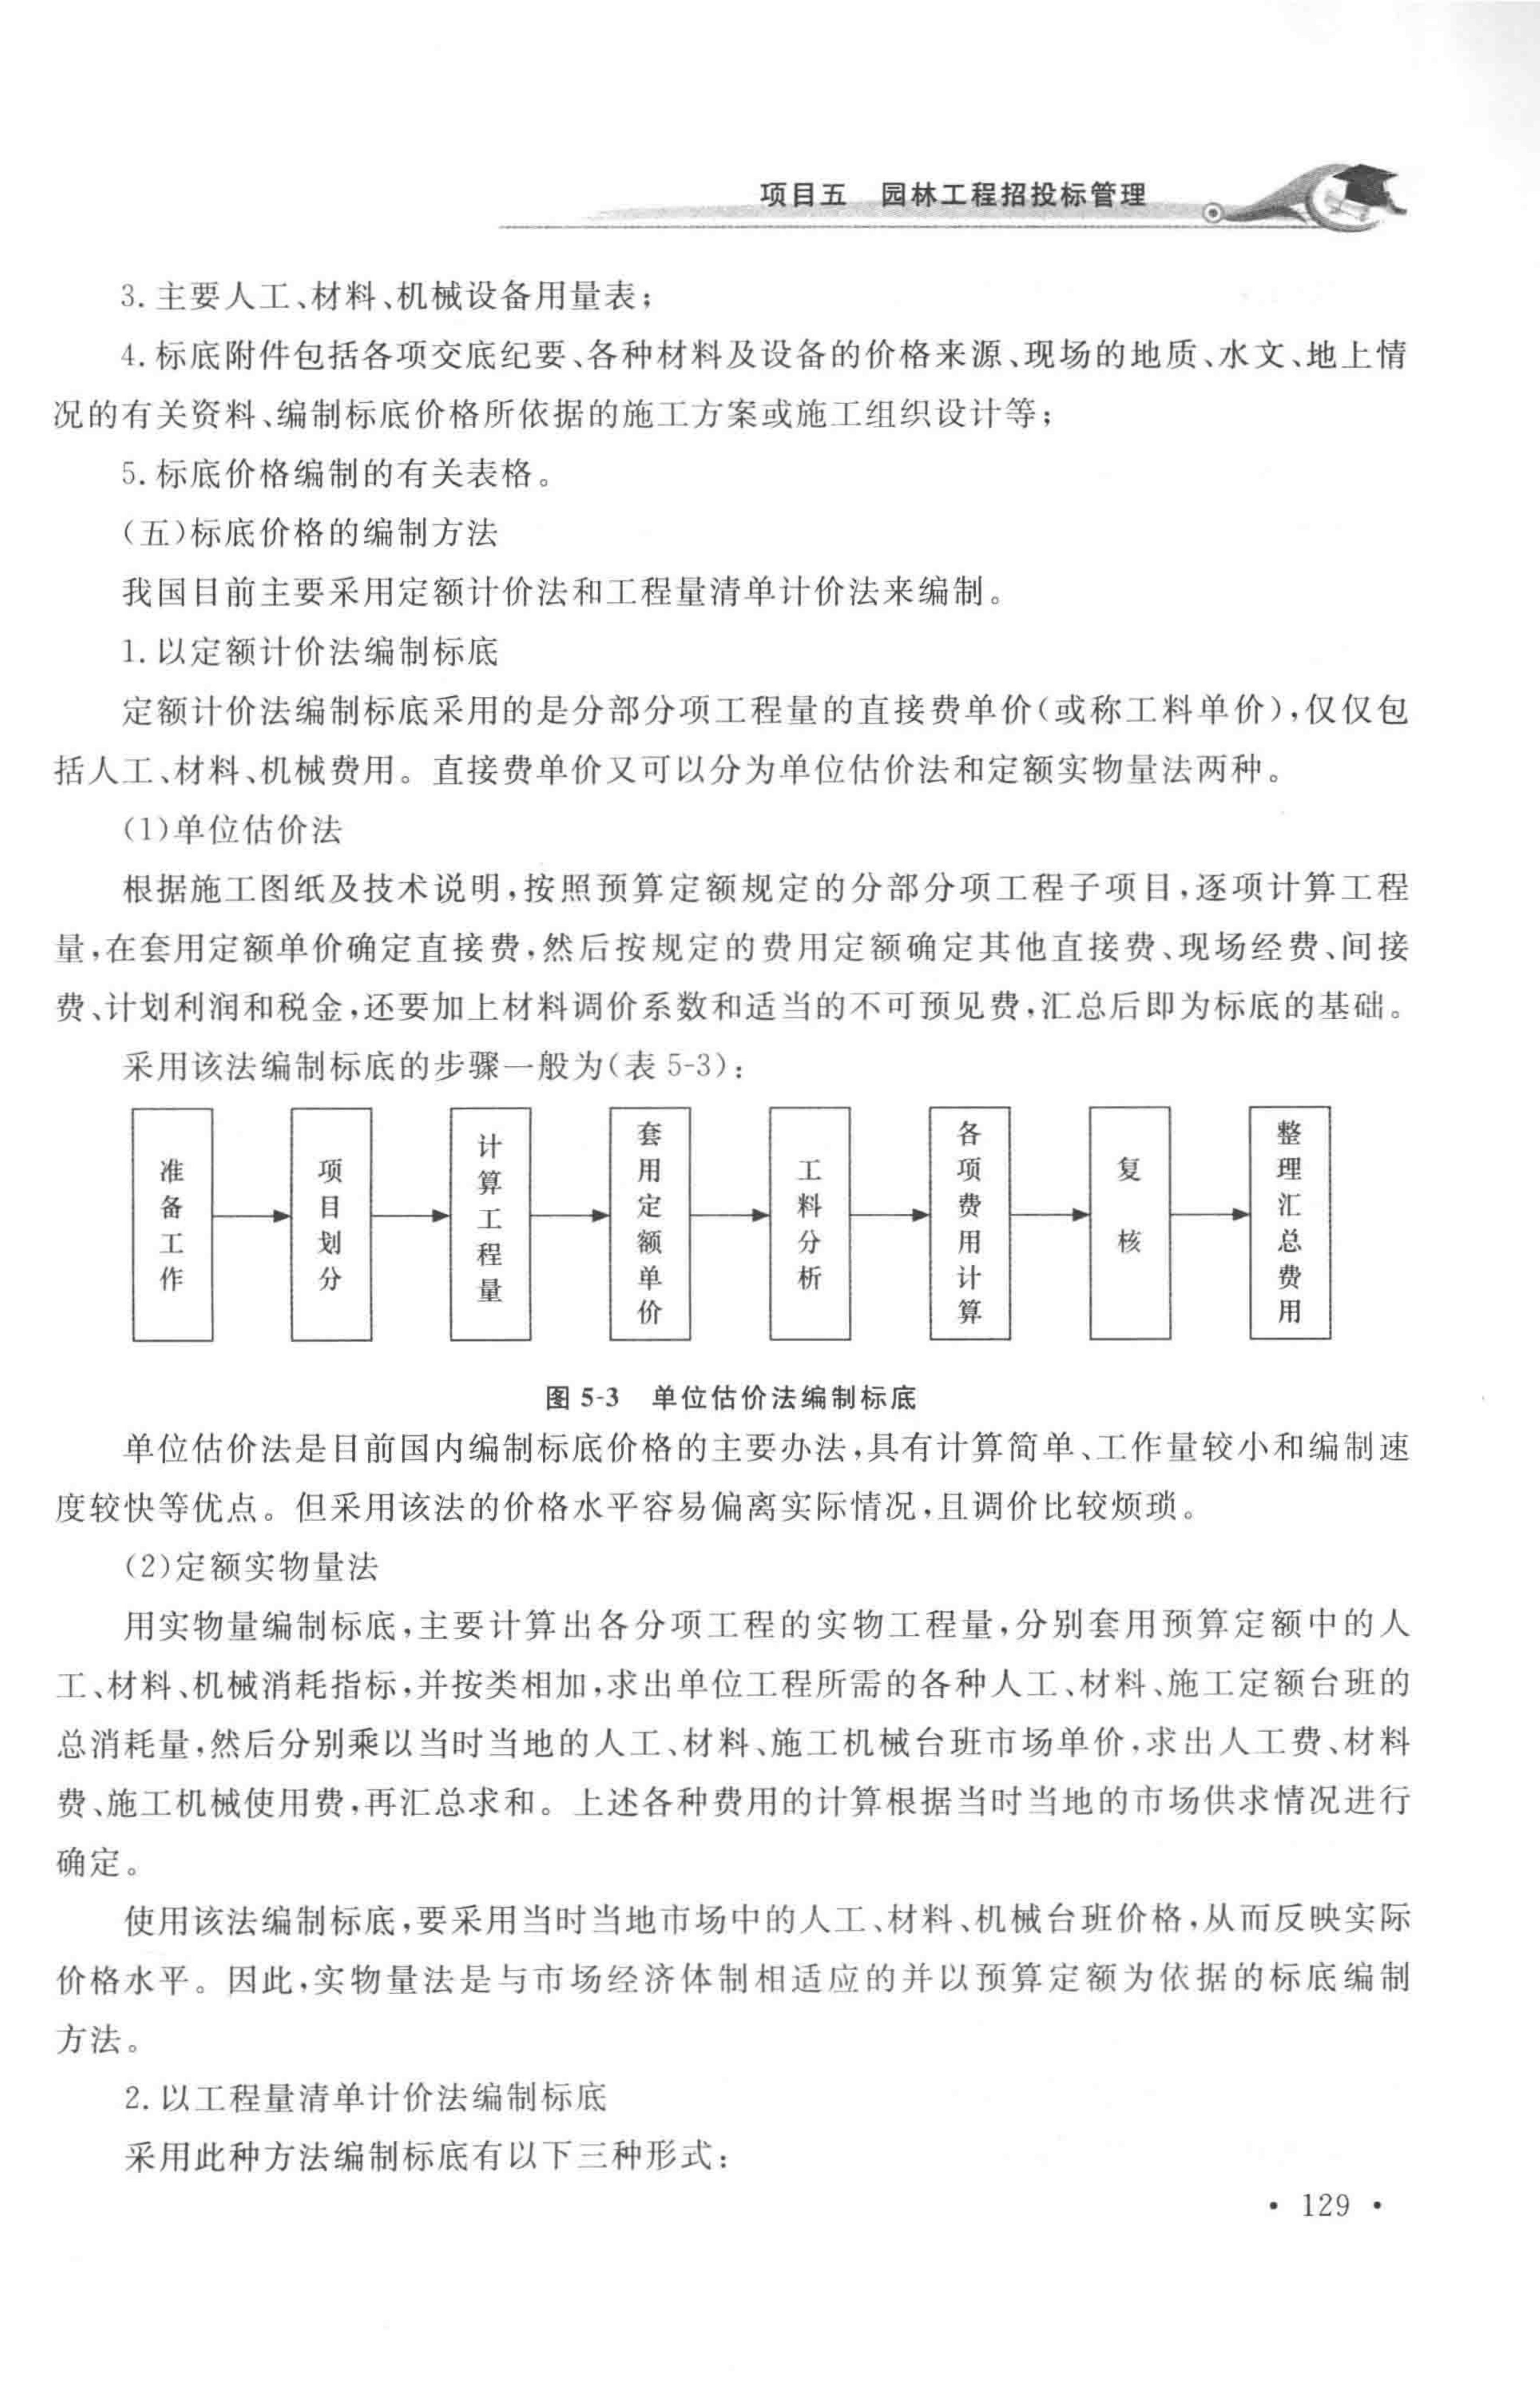 项目五　园林工程招投标管理
3. 主要人工、材料、机械设备用量表；
4. 标底附件包括各项交底纪要、各种材料及设备的价格来源、现场的地质、水文、地上情
况的有关资料、编制标底价格所依据的施工方案或施工组织设计等；
5. 标底价格编制的有关表格。
（五）标底价格的编制方法
我国目前主要采用定额计价法和工程量清单计价法来编制。
1. 以定额计价法编制标底
定额计价法编制标底采用的是分部分项工程量的直接费单价（或称工料单价），仅仅包
括人工、材料、机械费用。直接费单价又可以分为单位估价法和定额实物量法两种。
（1）单位估价法
根据施工图纸及技术说明，按照预算定额规定的分部分项工程子项目，逐项计算工程
量，在套用定额单价确定直接费，然后按规定的费用定额确定其他直接费、现场经费、间接
费、计划利润和税金，还要加上材料调价系数和适当的不可预见费，汇总后即为标底的基础。
采用该法编制标底的步骤一般为（表 5-3）：
准备工作
项目划分
计算工程量
套用定额单价
工料分析
各项费用计算
复核
整理汇总费用
图 5-3　单位估价法编制标底
单位估价法是目前国内编制标底价格的主要办法，具有计算简单、工作量较小和编制速
度较快等优点。但采用该法的价格水平容易偏离实际情况，且调价比较烦琐。
（2）定额实物量法
用实物量编制标底，主要计算出各分项工程的实物工程量，分别套用预算定额中的人
工、材料、机械消耗指标，并按类相加，求出单位工程所需的各种人工、材料、施工定额台班的
总消耗量，然后分别乘以当时当地的人工、材料、施工机械台班市场单价，求出人工费、材料
费、施工机械使用费，再汇总求和。上述各种费用的计算根据当时当地的市场供求情况进行
确定。
使用该法编制标底，要采用当时当地市场中的人工、材料、机械台班价格，从而反映实际
价格水平。因此，实物量法是与市场经济体制相适应的并以预算定额为依据的标底编制
方法。
2. 以工程量清单计价法编制标底
采用此种方法编制标底有以下三种形式：
• 129 •